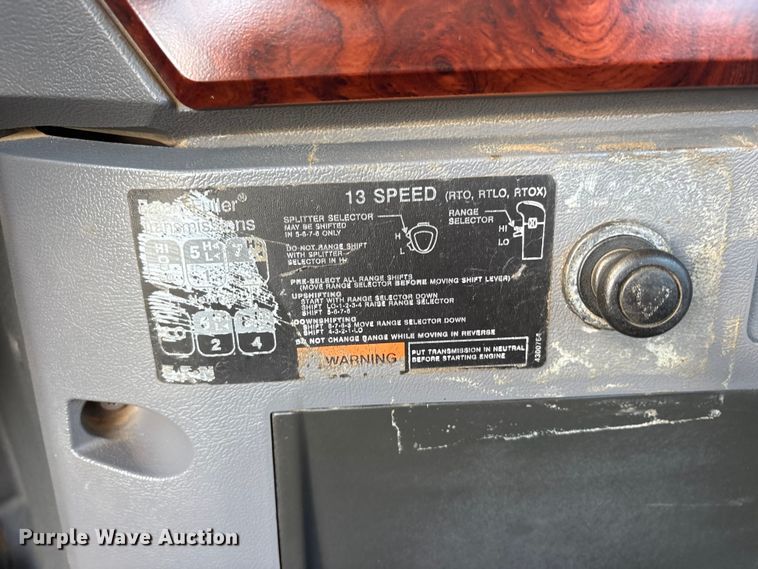 ller®
13 SPEED (RTO, RTLO, RTOX)
SPLITTER SELECTOR
MAY BE SHIFTED
IN 5-6-7-8 ONLY
H
L
RANGE
SELECTOR
HI
LO
DO NOT RANGE SHIFT
WITH SPLITTER
SELECTOR IN
HI
5 H
L
7
PRE-SELECT ALL RANGE SHIFTS
(MOVE RANGE SELECTOR BEFORE MOVING SHIFT LEVER)
UPSHIFTING
START WITH RANGE SELECTOR DOWN
SHIFT LO-1-2-3-4 RAISE RANGE SELECTOR
SHIFT 5-6-7-8
DOWNSHIFTING
SHIFT 8-7-6-5 MOVE RANGE SELECTOR DOWN
SHIFT 4-3-2-1-LO
DO NOT CHANGE RANGE WHILE MOVING IN REVERSE
2
4
WARNING
PUT TRANSMISSION IN NEUTRAL
BEFORE STARTING ENGINE
Purple Wave Auction